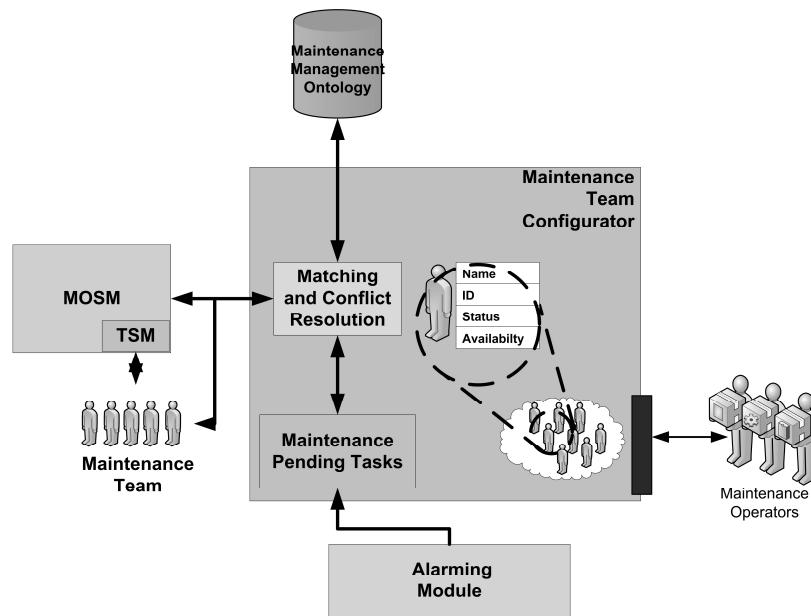 Maintenance
Management
Ontology
Maintenance
Team
Configurator
MOSM
TSM
Matching
and Conflict
Resolution
Name
ID
Status
Availabilty
Maintenance
Team
Maintenance
Pending Tasks
Maintenance
Operators
Alarming
Module